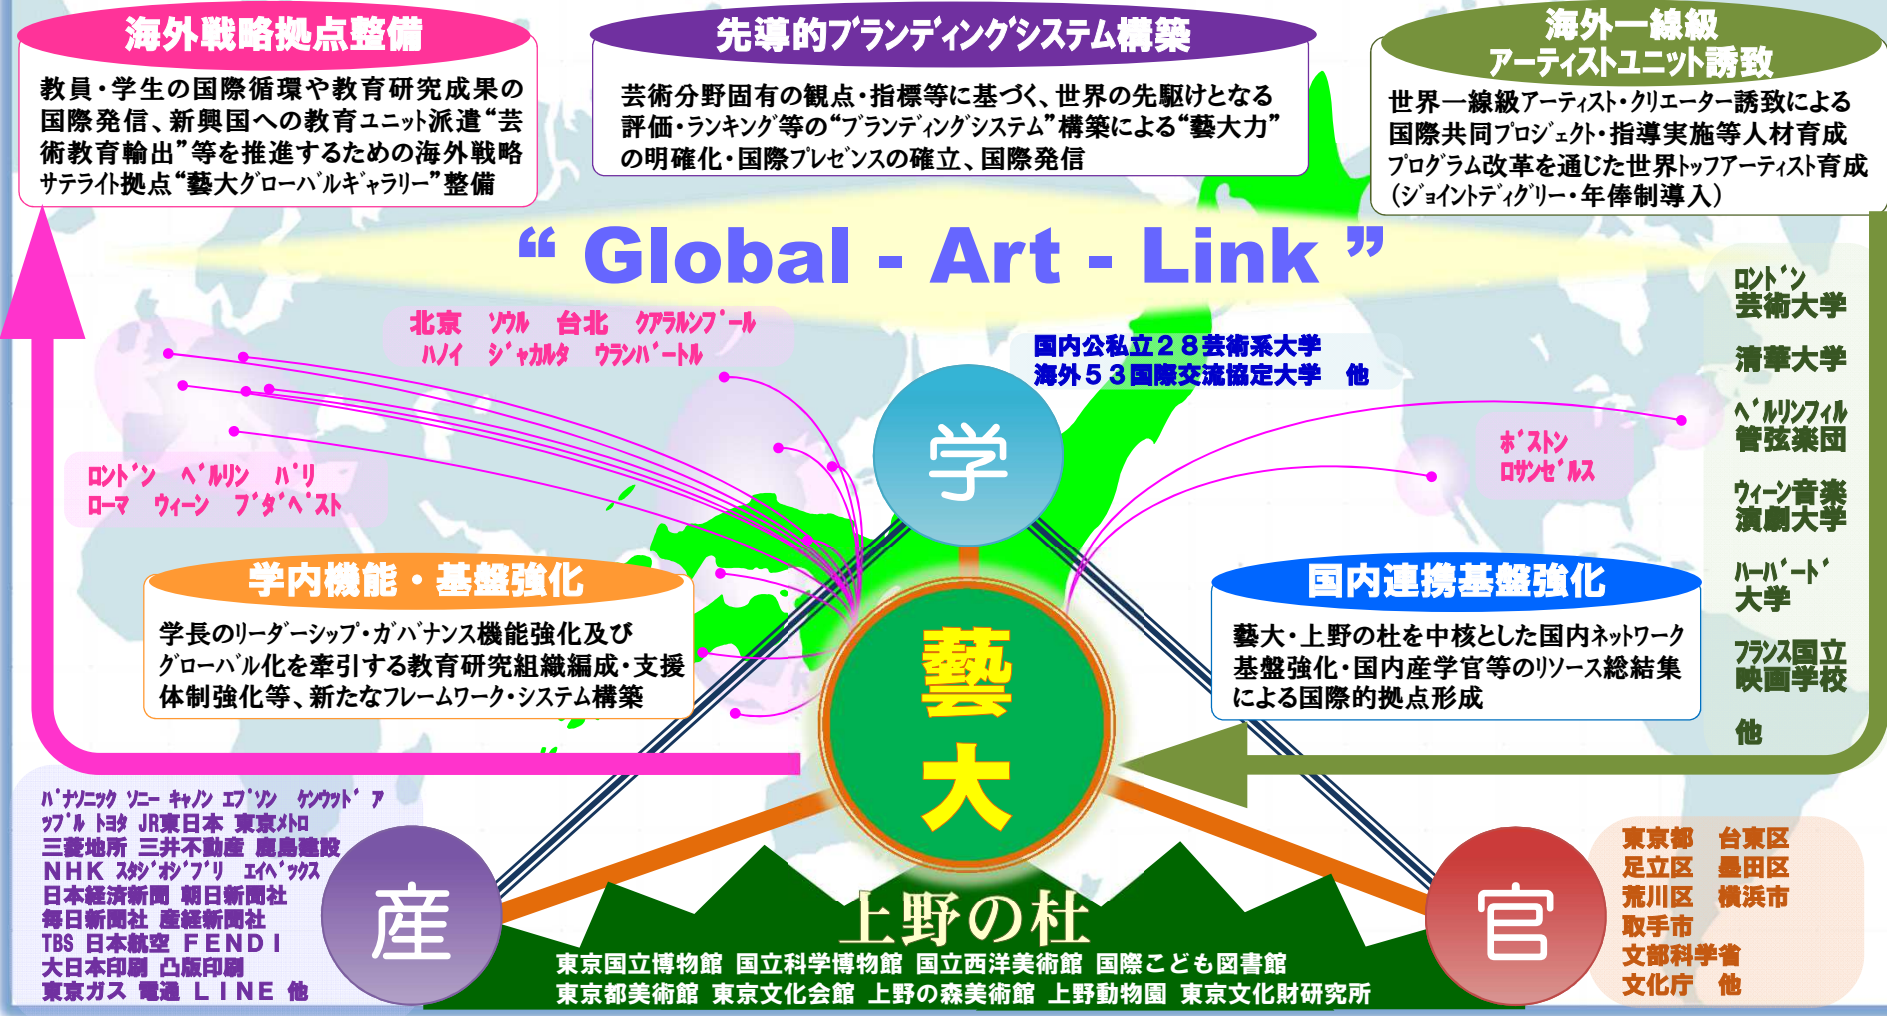 海外戦略拠点整備
教員・学生の国際循環や教育研究成果の
国際発信、新興国への教育ユニット派遣“芸
術教育輸出”等を推進するための海外戦略
サテライト拠点“藝大グローバルギャラリー”整備
先導的ブランディングシステム構築
芸術分野固有の観点・指標等に基づく、世界の先駆けとなる
評価・ランキング等の“ブランディングシステム”構築による“藝大力”
の明確化・国際プレゼンスの確立、国際発信
海外一線級
アーティストユニット誘致
世界一線級アーティスト・クリエーター誘致による
国際共同プロジェクト・指導実施等人材育成
プログラム改革を通じた世界トップアーティスト育成
(ジョイントディグリー・年俸制導入)
“ Global - Art - Link ”
北京 ソウル 台北 クアラルンプール
ハノイ ジャカルタ ウランバートル
国内公私立28芸術系大学
海外53国際交流協定大学 他
ロンドン ベルリン パリ
ローマ ウィーン ブダペスト
ボストン
ロサンゼルス
ロンドン
芸術大学
清華大学
ベルリンフィル
管弦楽団
ウィーン音楽
演劇大学
ハーバード
大学
フランス国立
映画学校
他
学
学内機能・基盤強化
学長のリーダーシップ・ガバナンス機能強化及び
グローバル化を牽引する教育研究組織編成・支援
体制強化等、新たなフレームワーク・システム構築
国内連携基盤強化
藝大・上野の杜を中核とした国内ネットワーク
基盤強化・国内産学官等のリソース総結集
による国際的拠点形成
藝
大
パナソニック ソニー キヤノン エプソン ケンウッド ア
ップル トヨタ JR東日本 東京メトロ
三菱地所 三井不動産 鹿島建設
NHK スタジオジブリ エイベックス
日本経済新聞 朝日新聞社
毎日新聞社 産経新聞社
TBS 日本航空 FENDI
大日本印刷 凸版印刷
東京ガス 電通 LINE 他
産
官
東京都 台東区
足立区 墨田区
荒川区 横浜市
取手市
文部科学省
文化庁 他
上野の杜
東京国立博物館 国立科学博物館 国立西洋美術館 国際こども図書館
東京都美術館 東京文化会館 上野の森美術館 上野動物園 東京文化財研究所